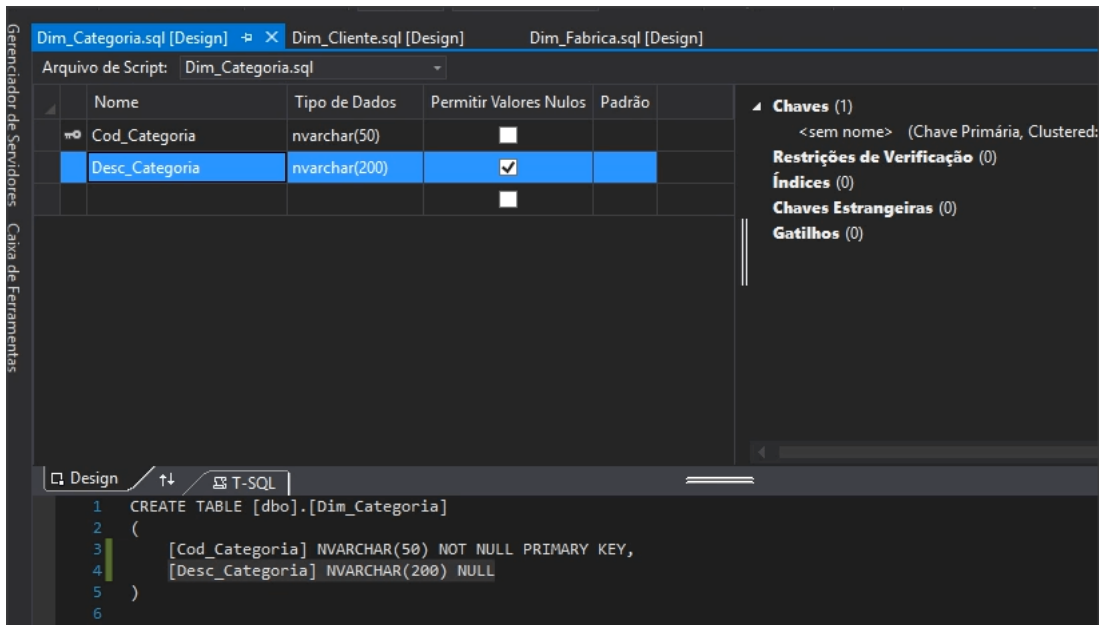 Gerenciador de Servidores
Caixa de Ferramentas
Dim_Categoria.sql [Design]
Dim_Cliente.sql [Design]
Dim_Fabrica.sql [Design]
Arquivo de Script: Dim_Categoria.sql
Nome Tipo de Dados Permitir Valores Nulos Padrão
Cod_Categoria nvarchar(50)
Desc_Categoria nvarchar(200)
Chaves (1)
<sem nome> (Chave Primária, Clustered:
Restrições de Verificação (0)
Índices (0)
Chaves Estrangeiras (0)
Gatilhos (0)
Design T-SQL
1 CREATE TABLE [dbo].[Dim_Categoria]
2 (
3 [Cod_Categoria] NVARCHAR(50) NOT NULL PRIMARY KEY,
4 [Desc_Categoria] NVARCHAR(200) NULL
5 )
6